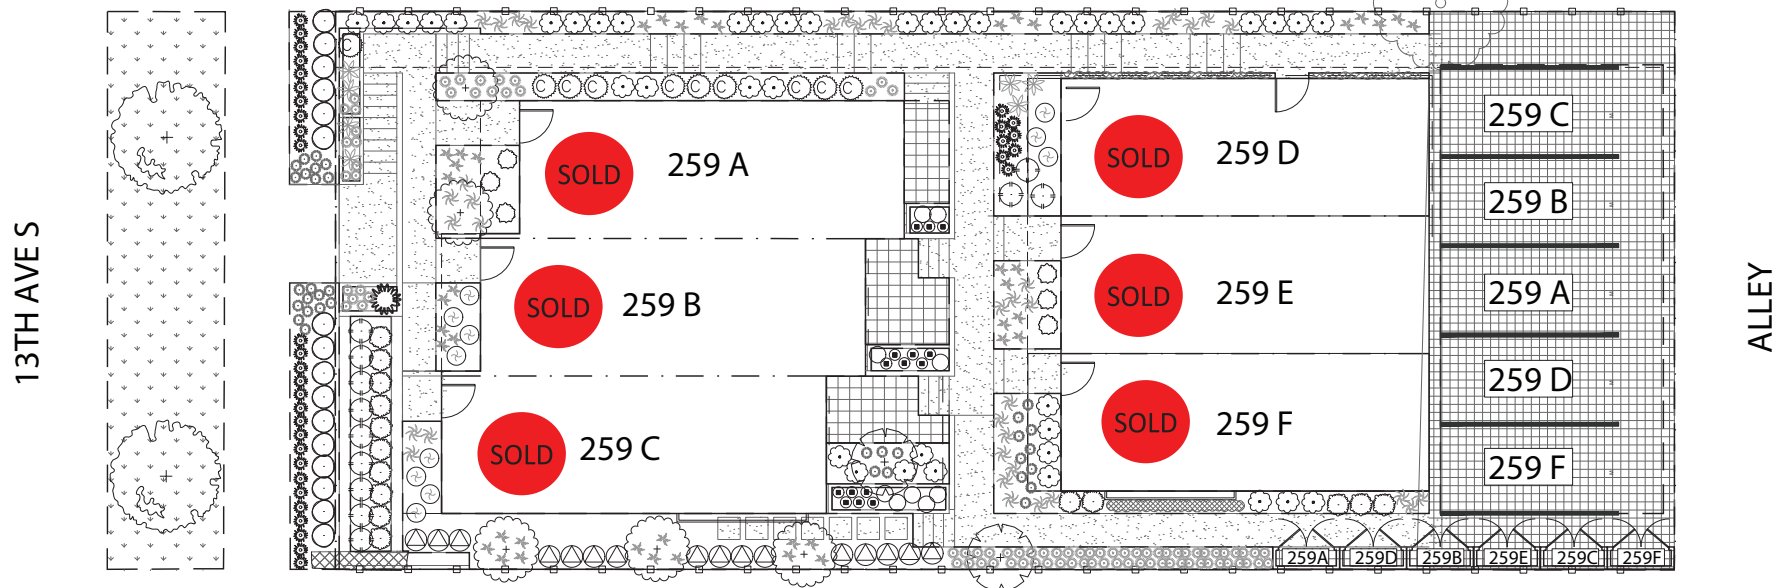 13TH AVE S
SOLD
259 A
SOLD
259 B
SOLD
259 C
SOLD
259 D
SOLD
259 E
SOLD
259 F
259 C
259 B
259 A
259 D
259 F
259A
259D
259B
259E
259C
259F
ALLEY